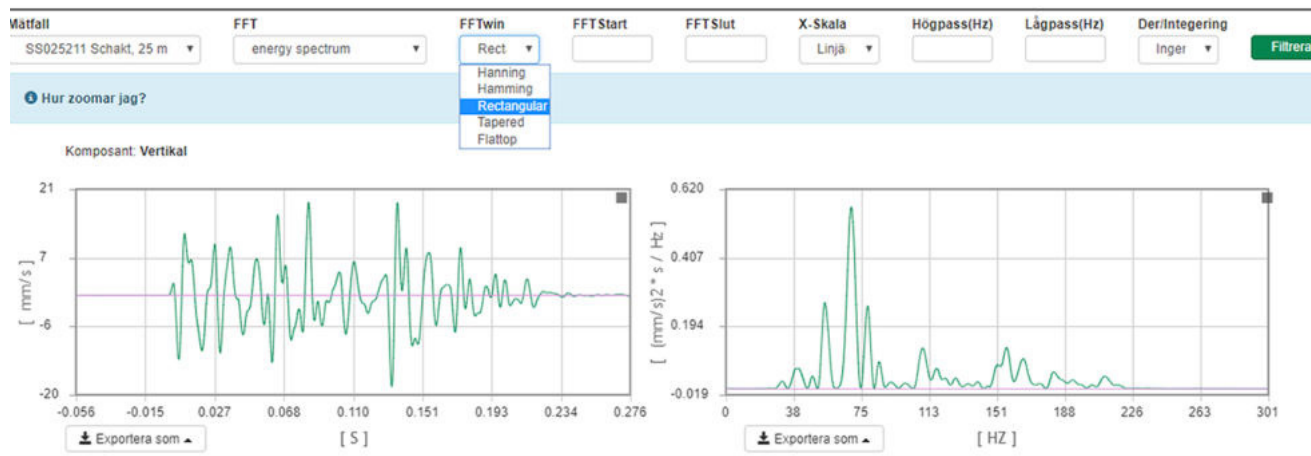 Mätfall FFT FFTwin FFTStart FFTSlut X-Skala Högpass(Hz) Lågpass(Hz) Der/Integering
SS025211 Schakt, 25 m energy spectrum Rect Linjä Inger Filtrera
Hanning
Hamming
Rectangular
Tapered
Flattop
Hur zoomar jag?
Komposant: Vertikal
21
7
-6
-20
[ mm/s ]
-0.056 -0.015 0.027 0.068 0.110 0.151 0.193 0.234 0.276
[ S ]
Exportera som
0.620
0.407
0.194
-0.019
[ (mm/s)2 * s / Hz ]
0 38 75 113 151 188 226 263 301
[ HZ ]
Exportera som